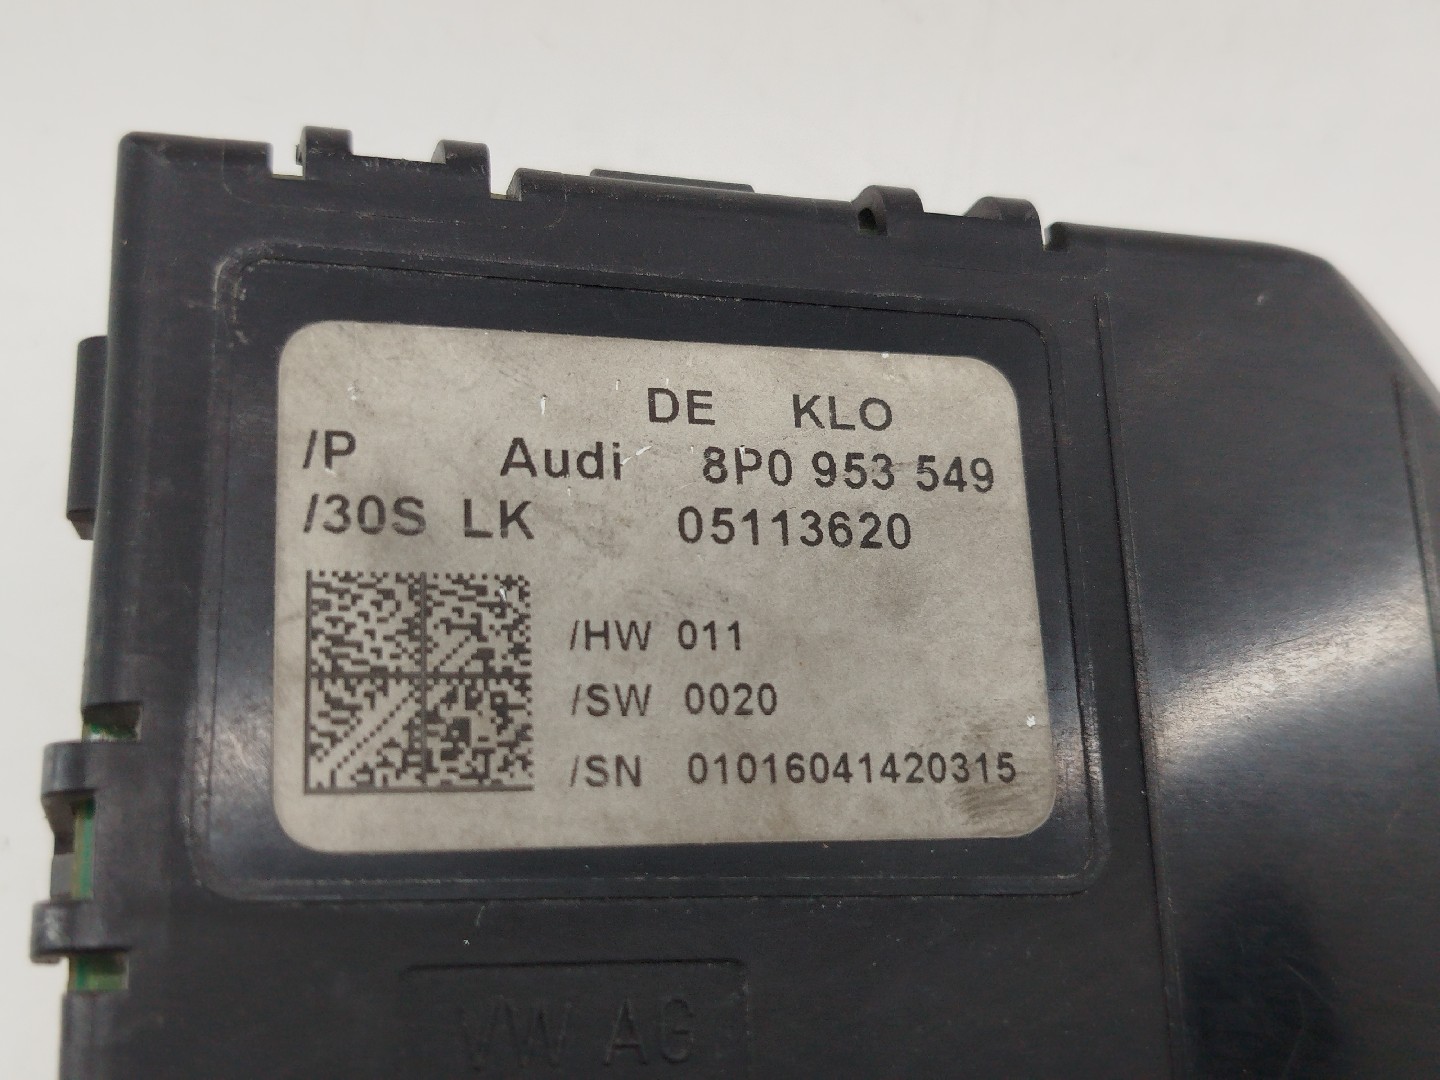 DE KLO
/P Audi 8P0 953 549
/30S LK 05113620
/HW 011
/SW 0020
/SN 01016041420315
VW AG